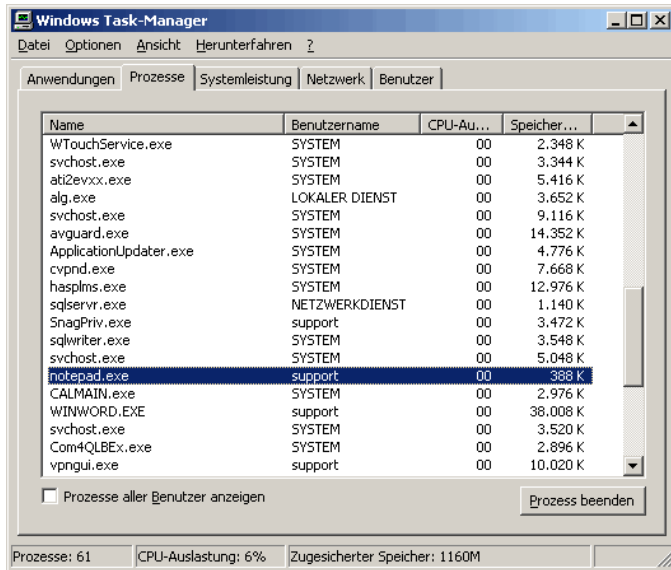 Windows Task-Manager
Datei Optionen Ansicht Herunterfahren ?
Anwendungen Prozesse Systemleistung Netzwerk Benutzer
Name Benutzername CPU-Au... Speicher...
WTouchService.exe SYSTEM 00 2.348 K
svchost.exe SYSTEM 00 3.344 K
ati2evxx.exe SYSTEM 00 5.416 K
alg.exe LOKALER DIENST 00 3.652 K
svchost.exe SYSTEM 00 9.116 K
avguard.exe SYSTEM 00 14.352 K
ApplicationUpdater.exe SYSTEM 00 4.776 K
cvpnd.exe SYSTEM 00 7.668 K
hasplms.exe SYSTEM 00 12.976 K
sqlservr.exe NETZWERKDIENST 00 1.140 K
SnagPriv.exe support 00 3.472 K
sqlwriter.exe SYSTEM 00 3.548 K
svchost.exe SYSTEM 00 5.048 K
notepad.exe support 00 388 K
CALMAIN.exe SYSTEM 00 2.976 K
WINWORD.EXE support 00 38.008 K
svchost.exe SYSTEM 00 3.520 K
Com4QLBEx.exe SYSTEM 00 2.896 K
vpngui.exe support 00 10.020 K
Prozesse aller Benutzer anzeigen
Prozess beenden
Prozesse: 61 CPU-Auslastung: 6% Zugesicherter Speicher: 1160M